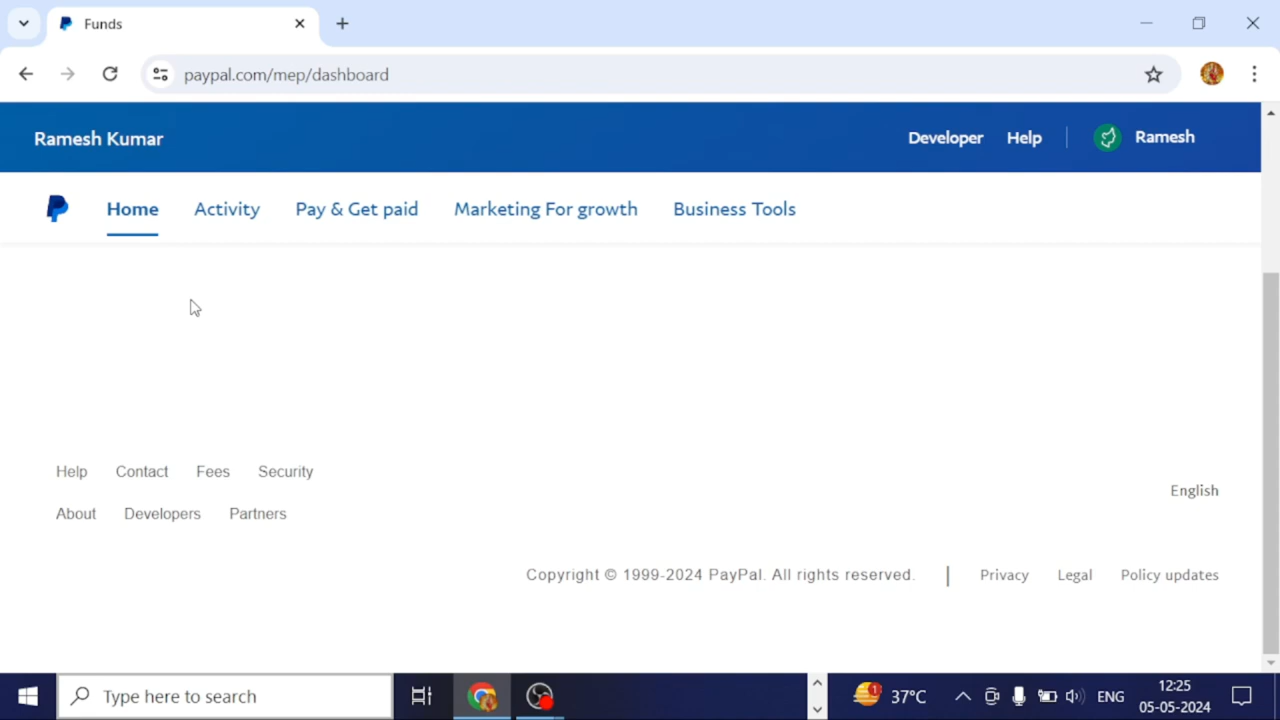 Funds
paypal.com/mep/dashboard
Ramesh Kumar
Developer Help Ramesh
Home Activity Pay & Get paid Marketing For growth Business Tools
Help Contact Fees Security
English
About Developers Partners
Copyright © 1999-2024 PayPal. All rights reserved. | Privacy Legal Policy updates
Type here to search
1
37°C
ENG
12:25
05-05-2024